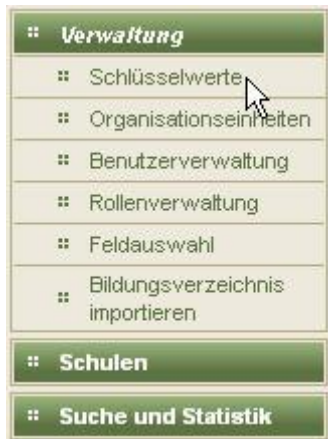 Verwaltung
Schlüsselwerte
Organisationseinheiten
Benutzerverwaltung
Rollenverwaltung
Feldauswahl
Bildungsverzeichnis
importieren
Schulen
Suche und Statistik